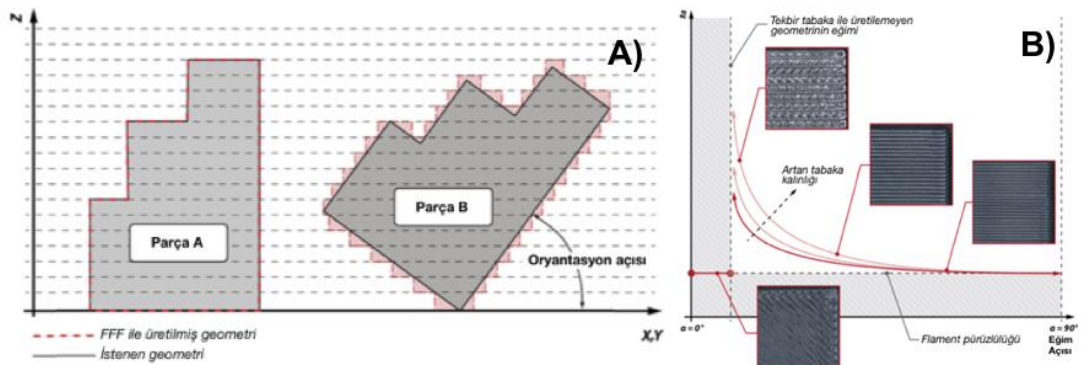 Z
A)
Parça A
Parça B
Oryantasyon açısı
X,Y
FFF ile üretilmiş geometri
İstenen geometri
B)
Ra
Tekbir tabaka ile üretilemeyen
geometrinin eğimi
Artan tabaka
kalınlığı
α = 0°
Filament pürüzlülüğü
α = 90°
Eğim
Açısı